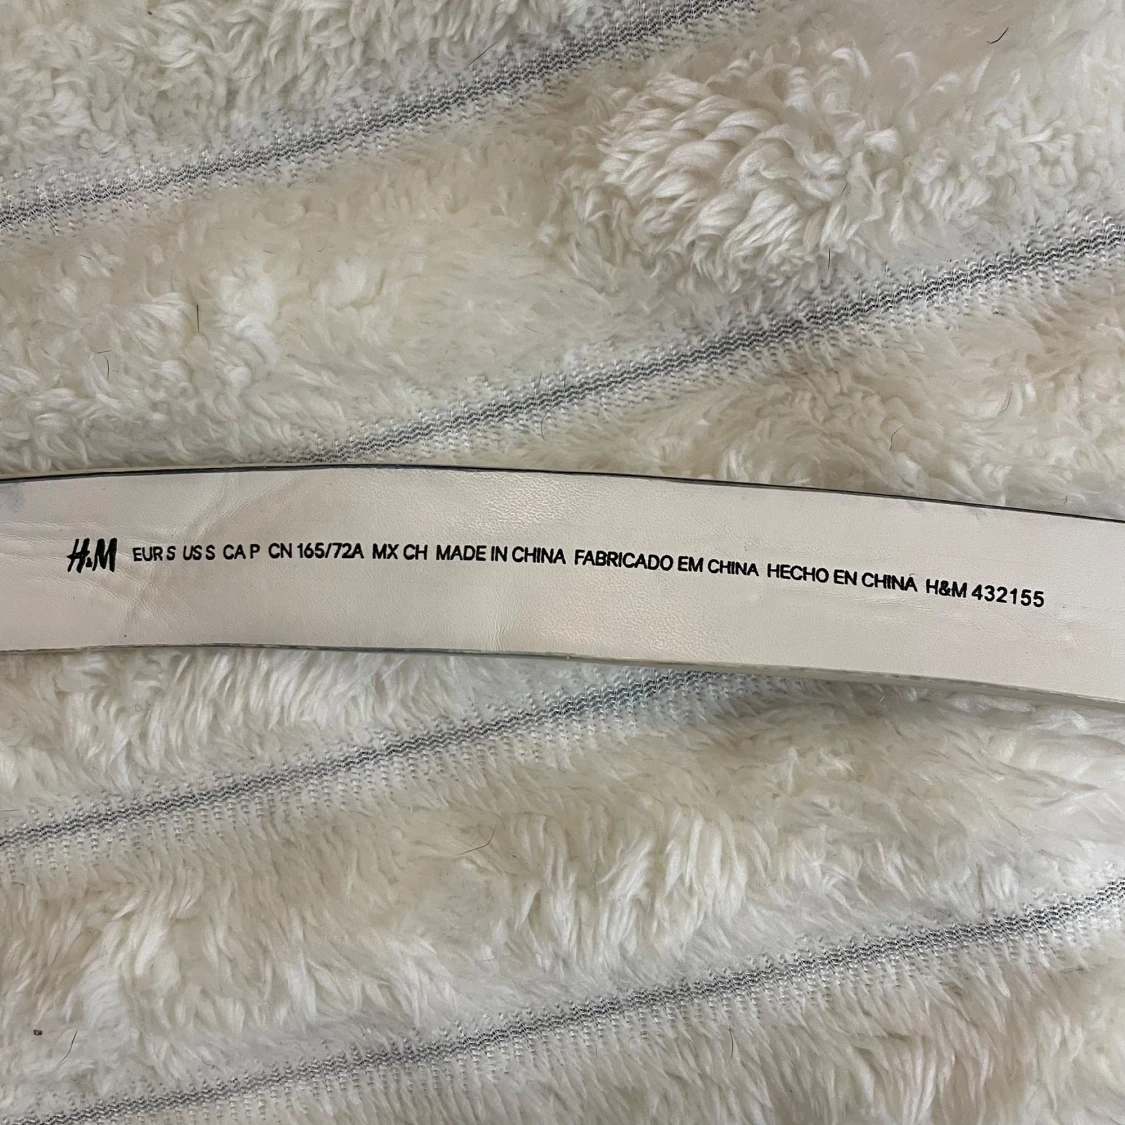 H&M EUR S US S CA P CN 165/72A MX CH MADE IN CHINA FABRICADO EM CHINA HECHO EN CHINA H&M 432155